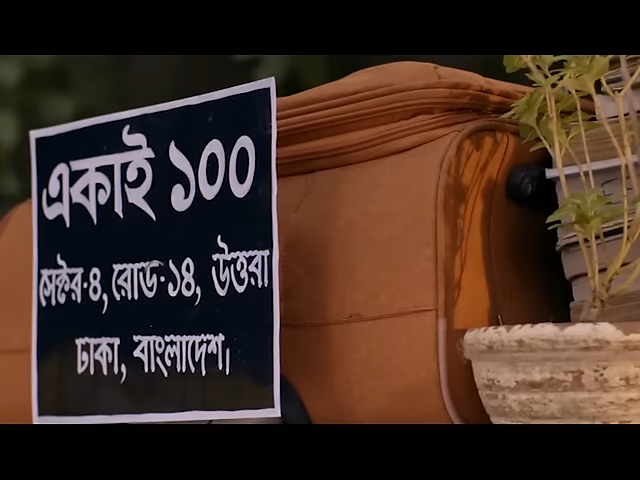 একাই ১০০
সেক্টর-৪, রোড-১৪, উত্তরা
ঢাকা, বাংলাদেশ।